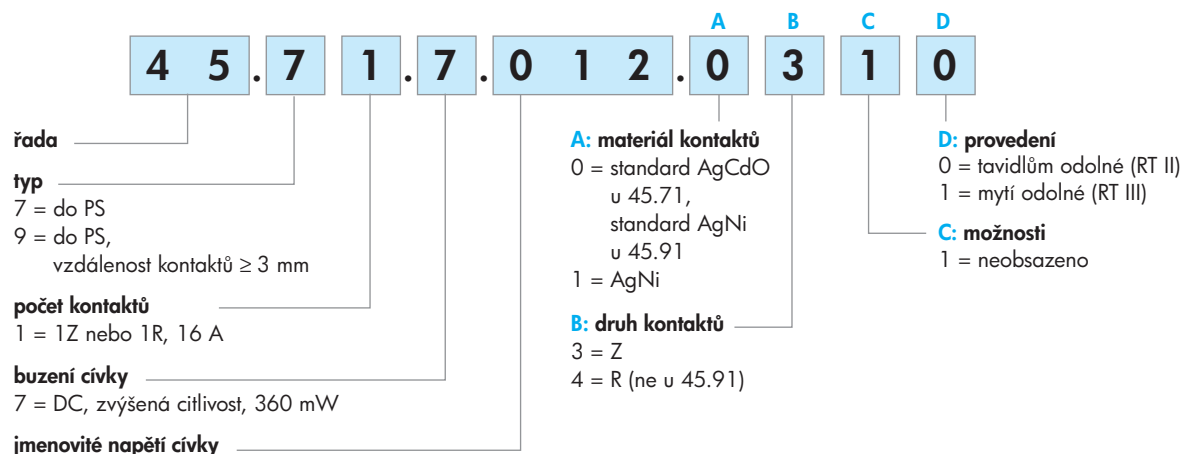 A B C D
4 5 . 7 1 . 7 . 0 1 2 . 0 3 1 0
řada
typ
7 = do PS
9 = do PS,
vzdálenost kontaktů ≥ 3 mm
počet kontaktů
1 = 1Z nebo 1R, 16 A
buzení cívky
7 = DC, zvýšená citlivost, 360 mW
jmenovité napětí cívky
A: materiál kontaktů
0 = standard AgCdO
u 45.71,
standard AgNi
u 45.91
1 = AgNi
B: druh kontaktů
3 = Z
4 = R (ne u 45.91)
D: provedení
0 = tavidlům odolné (RT II)
1 = mytí odolné (RT III)
C: možnosti
1 = neobsazeno